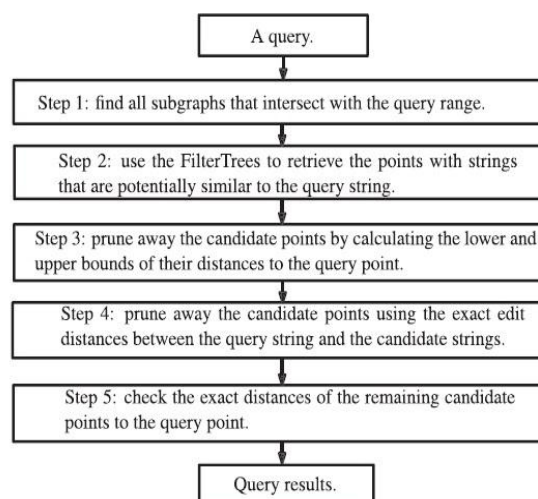 A query.
Step 1: find all subgraphs that intersect with the query range.
Step 2: use the FilterTrees to retrieve the points with strings
that are potentially similar to the query string.
Step 3: prune away the candidate points by calculating the lower and
upper bounds of their distances to the query point.
Step 4: prune away the candidate points using the exact edit
distances between the query string and the candidate strings.
Step 5: check the exact distances of the remaining candidate
points to the query point.
Query results.